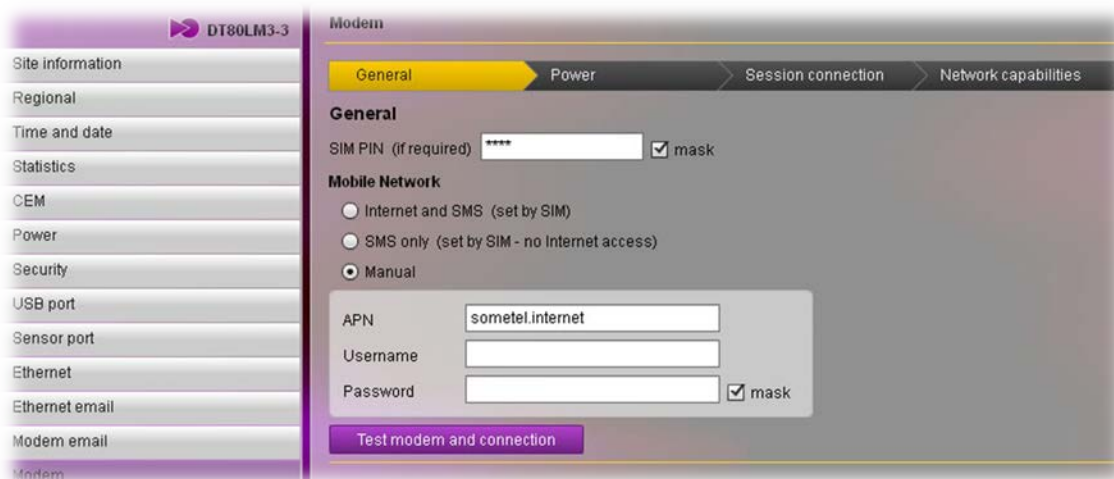 DT80LM3-3
Site information
Regional
Time and date
Statistics
CEM
Power
Security
USB port
Sensor port
Ethernet
Ethernet email
Modem email
Modem
Modem
General
Power
Session connection
Network capabilities
General
SIM PIN (if required) **** mask
Mobile Network
Internet and SMS (set by SIM)
SMS only (set by SIM - no Internet access)
Manual
APN sometel.internet
Username
Password mask
Test modem and connection